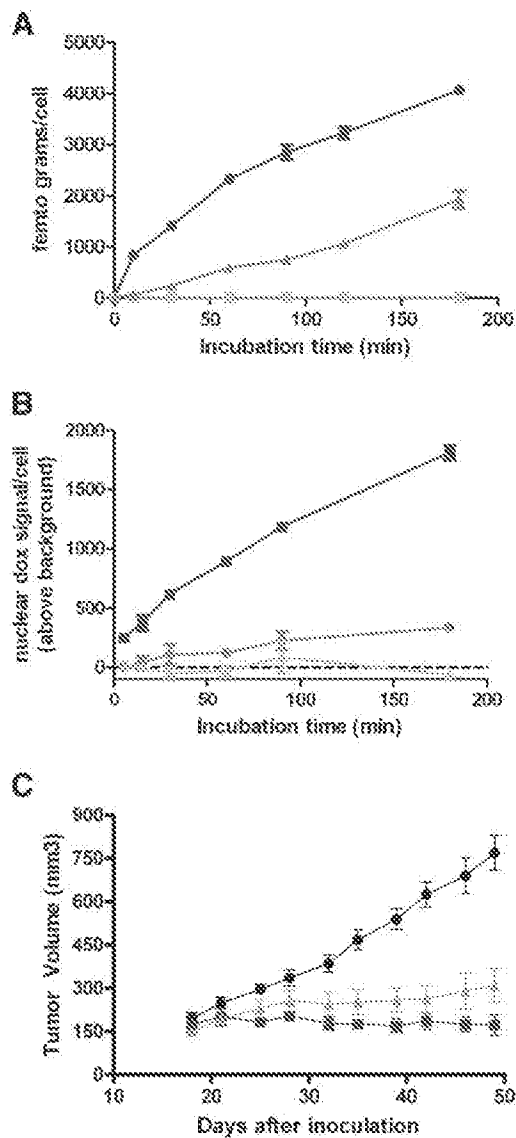 A
5000
4000
3000
2000
1000
0
femto grams/cell
0 50 100 150 200
Incubation time (min)
B
2000
1500
1000
500
0
nuclear dox signal/cell
(above background)
0 50 100 150 200
Incubation time (min)
C
900
750
600
450
300
150
0
Tumor Volume (mm3)
10 20 30 40 50
Days after inoculation